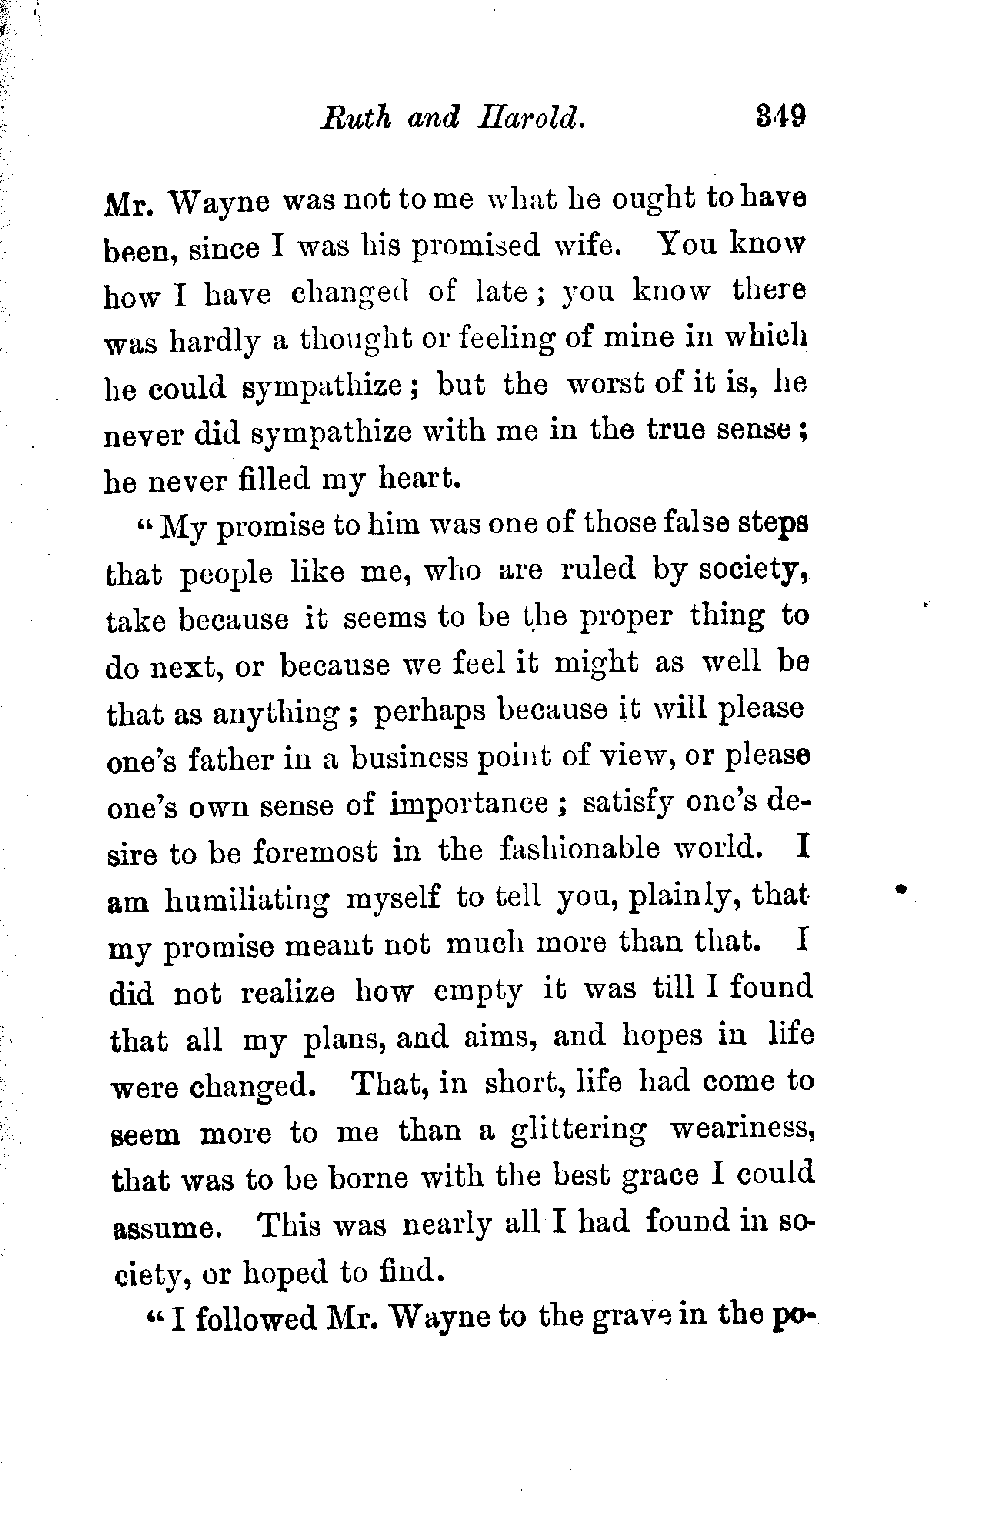 Ruth and Harold. 349
Mr. Wayne was not to me what he ought to have
been, since I was his promised wife. You know
how I have changed of late; you know there
was hardly a thought or feeling of mine in which
he could sympathize; but the worst of it is, he
never did sympathize with me in the true sense;
he never filled my heart.
"My promise to him was one of those false steps
that people like me, who are ruled by society,
take because it seems to be the proper thing to
do next, or because we feel it might as well be
that as anything; perhaps because it will please
one's father in a business point of view, or please
one's own sense of importance; satisfy one's de-
sire to be foremost in the fashionable world. I
am humiliating myself to tell you, plainly, that
my promise meant not much more than that. I
did not realize how empty it was till I found
that all my plans, and aims, and hopes in life
were changed. That, in short, life had come to
seem more to me than a glittering weariness,
that was to be borne with the best grace I could
assume. This was nearly all I had found in so-
ciety, or hoped to find.
"I followed Mr. Wayne to the grave in the po-